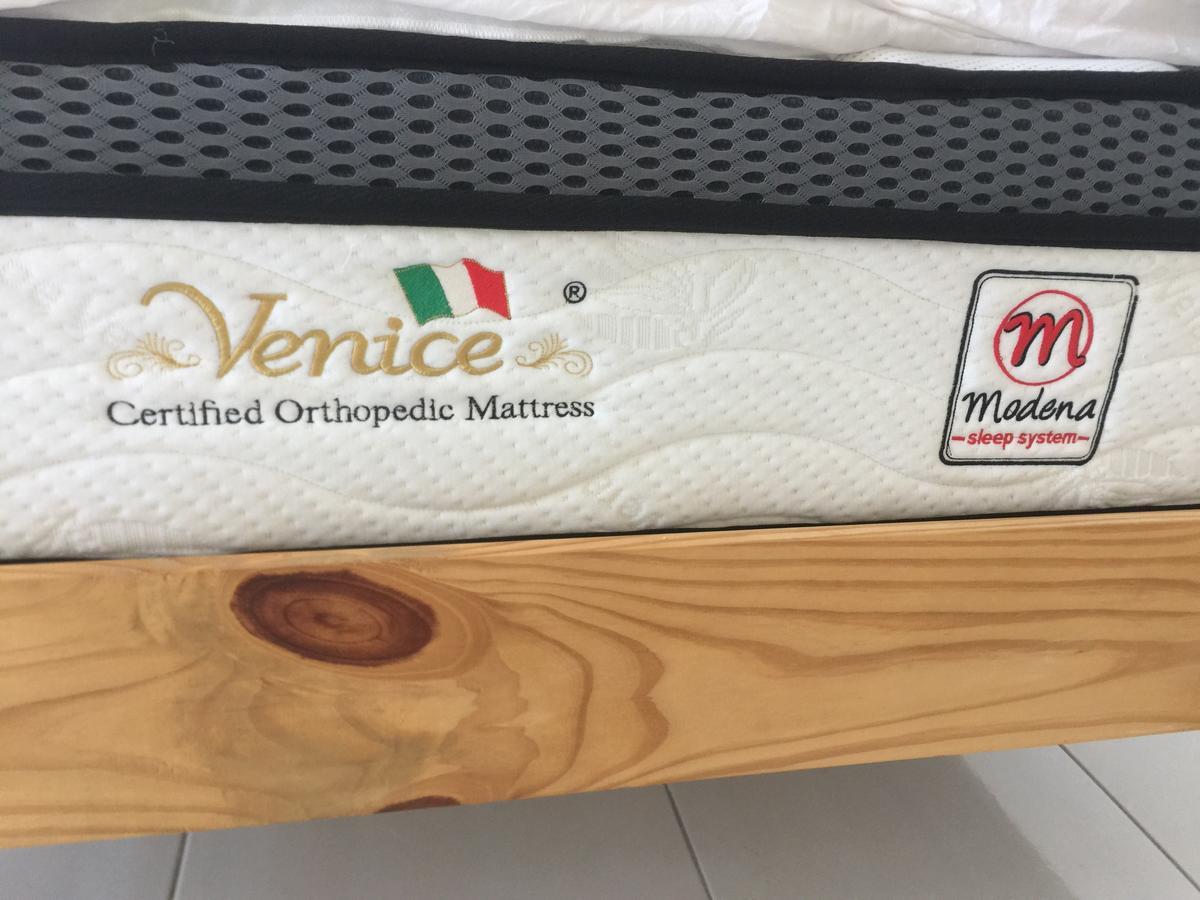 Venice ®
Certified Orthopedic Mattress
m
Modena
-sleep system-